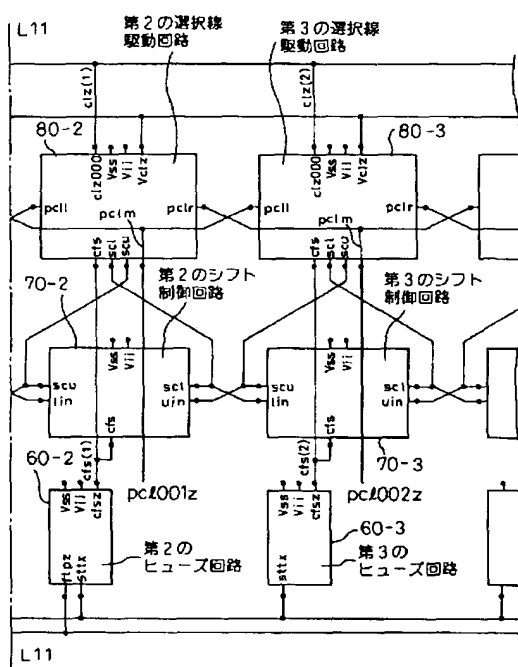 L11
第2の選択線
駆動回路
第3の選択線
駆動回路
clz(1)
clz(2)
80-2
80-3
clz000
Vss
Vii
Vclz
clz000
Vss
Vii
Vclz
pcll
pclr
pcll
pclr
pclm
pclm
cfs
scl
scu
cfs
scl
scu
70-2
第2のシフト
制御回路
第3のシフト
制御回路
Vss
Vii
Vss
Vii
scu
lin
scl
uin
scu
lin
scl
uin
cfs
cfs
70-3
60-2
cfs(1)
cfs(2)
Vss
Vii
cfsz
pcl001z
Vss
Vii
cfsz
pcl002z
60-3
ftpz
sttx
第2の
ヒューズ回路
sttx
第3の
ヒューズ回路
L11